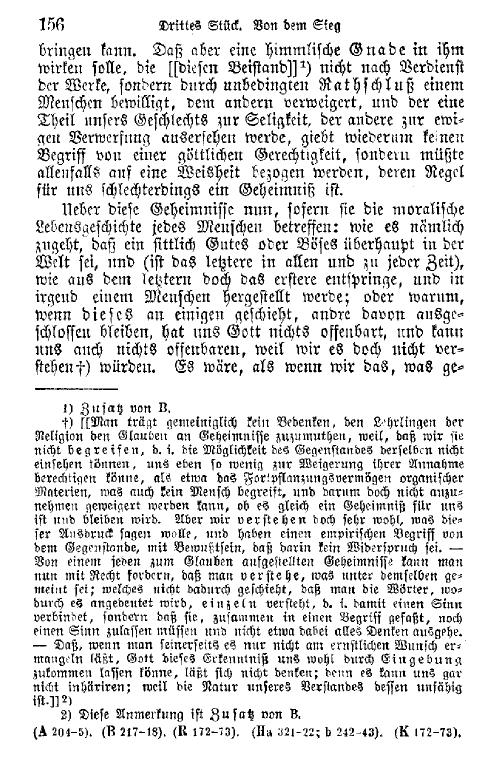 156 Drittes Stück. Von dem Sieg
bringen kann. Daß aber eine himmlische Gnade in ihm
wirken solle, die [[diesen Beistand]]¹) nicht nach Verdienst
der Werke, sondern durch unbedingten Rathschluß einem
Menschen bewilligt, dem andern verweigert, und der eine
Theil unsers Geschlechts zur Seligkeit, der andere zur ewi-
gen Verwerfung ausersehen werde, giebt wiederum keinen
Begriff von einer göttlichen Gerechtigkeit, sondern müßte
allenfalls auf eine Weisheit bezogen werden, deren Regel
für uns schlechterdings ein Geheimniß ist.
Ueber diese Geheimnisse nun, sofern sie die moralische
Lebensgeschichte jedes Menschen betreffen: wie es nämlich
zugeht, daß ein sittlich Gutes oder Böses überhaupt in der
Welt sei, und (ist das letztere in allen und zu jeder Zeit),
wie aus dem letztern doch das erstere entspringe, und in
irgend einem Menschen hergestellt werde; oder warum,
wenn dieses an einigen geschieht, andre davon ausge-
schlossen bleiben, hat uns Gott nichts offenbart, und kann
uns auch nichts offenbaren, weil wir es doch nicht ver-
stehen†) würden. Es wäre, als wenn wir das, was ge-
1) Zusatz von B.
†) [[Man trägt gemeiniglich kein Bedenken, den Lehrlingen der
Religion den Glauben an Geheimnisse zuzumuthen, weil, daß wir sie
nicht begreifen, d. i. die Möglichkeit des Gegenstandes derselben nicht
einsehen können, uns eben so wenig zur Weigerung ihrer Annahme
berechtigen könne, als etwa das Fortpflanzungsvermögen organischer
Materien, was auch kein Mensch begreift, und darum doch nicht anzu-
nehmen geweigert werden kann, ob es gleich ein Geheimniß für uns
ist und bleiben wird. Aber wir verstehen doch sehr wohl, was die-
ser Ausdruck sagen wolle, und haben einen empirischen Begriff von
dem Gegenstande, mit Bewußtsein, daß darin kein Widerspruch sei. —
Von einem jeden zum Glauben aufgestellten Geheimnisse kann man
nun mit Recht fordern, daß man verstehe, was unter demselben ge-
meint sei; welches nicht dadurch geschieht, daß man die Wörter, wo-
durch es angedeutet wird, einzeln versteht, d. i. damit einen Sinn
verbindet, sondern daß sie, zusammen in einen Begriff gefaßt, noch
einen Sinn zulassen müssen und nicht etwa dabei alles Denken ausgehe.
— Daß, wenn man seinerseits es nur nicht am ernstlichen Wunsch er-
mangeln läßt, Gott dieses Erkenntniß uns wohl durch Eingebung
zukommen lassen könne, läßt sich nicht denken; denn es kann uns gar
nicht inhäriren; weil die Natur unseres Verstandes dessen unfähig
ist.]]²)
2) Diese Anmerkung ist Zusatz von B.
(A 204-5). (B 217-18). (R 172-73). (Ha 321-22; b 242-43). (K 172-73).